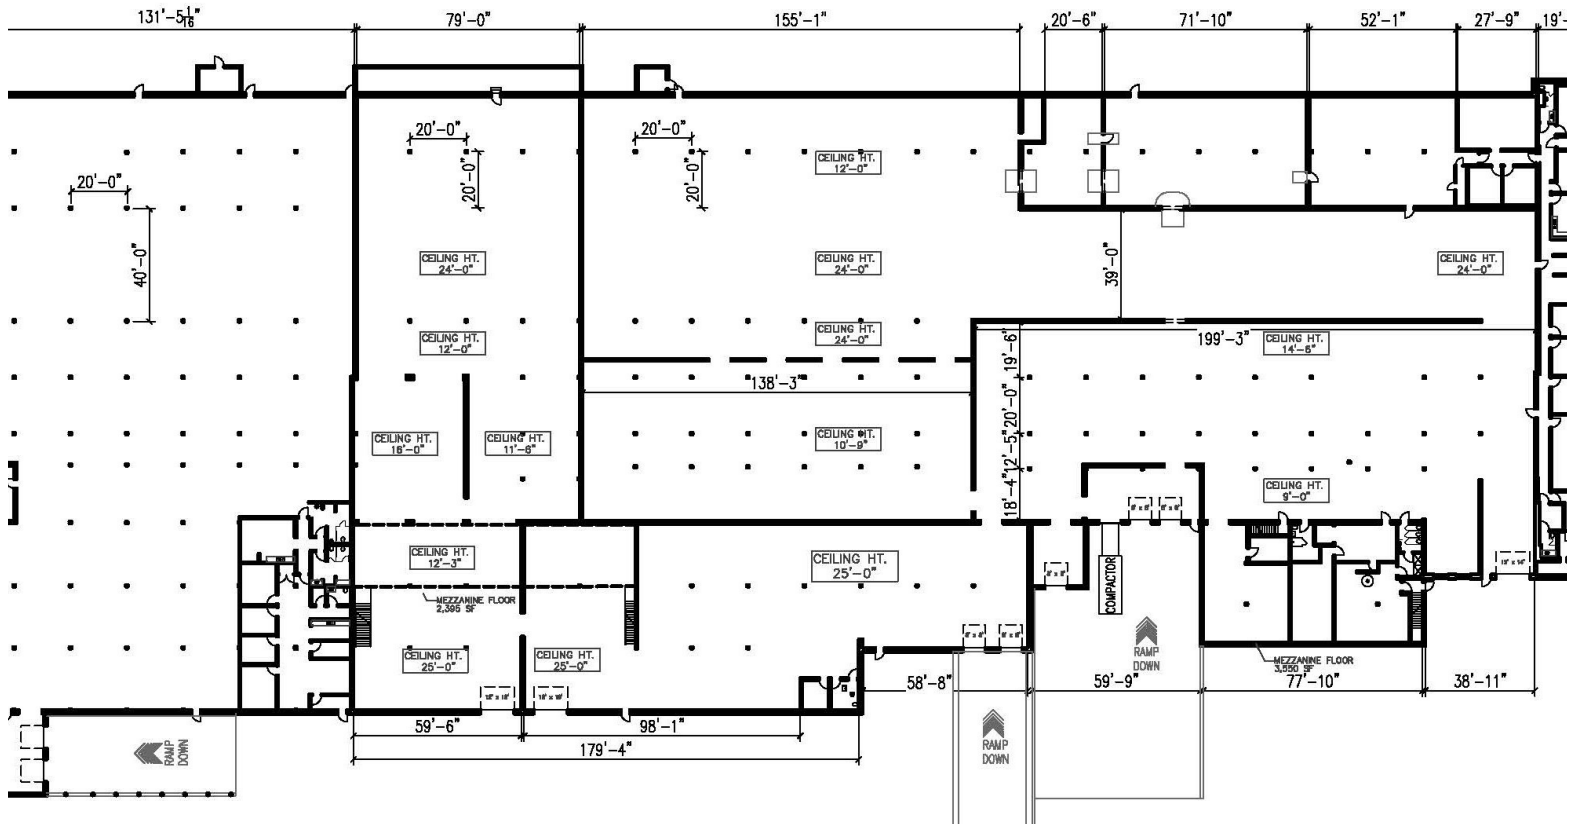 131'-5 1/16"
79'-0"
155'-1"
20'-6"
71'-10"
52'-1"
27'-9"
19'-
20'-0"
20'-0"
CEILING HT.
12'-0"
20'-0"
20'-0"
20'-0"
40'-0"
CEILING HT.
24'-0"
CEILING HT.
24'-0"
39'-0"
CEILING HT.
24'-0"
CEILING HT.
12'-0"
CEILING HT.
24'-0"
199'-3"
CEILING HT.
14'-6"
19'-6"
138'-3"
20'-0"
CEILING HT.
16'-0"
CEILING HT.
11'-6"
CEILING HT.
10'-9"
12'-5"
18'-4"
CEILING HT.
9'-0"
CEILING HT.
12'-3"
CEILING HT.
25'-0"
COMPACTOR
MEZZANINE FLOOR
2,395 SF
CEILING HT.
25'-0"
CEILING HT.
25'-0"
RAMP
DOWN
MEZZANINE FLOOR
3,550 SF
58'-8"
59'-9"
77'-10"
38'-11"
59'-6"
98'-1"
179'-4"
RAMP
DOWN
RAMP
DOWN